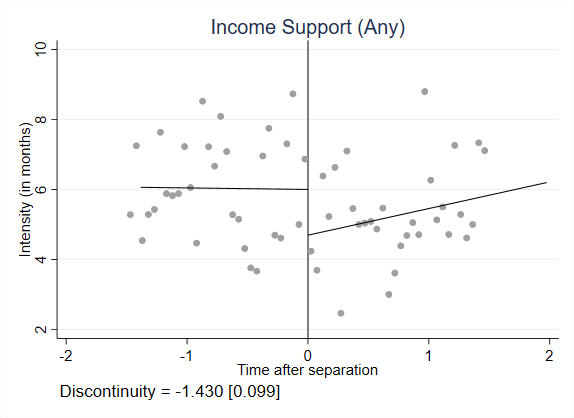 Income Support (Any)
Intensity (in months)
10
8
6
4
2
-2 -1 0 1 2
Time after separation
Discontinuity = -1.430 [0.099]